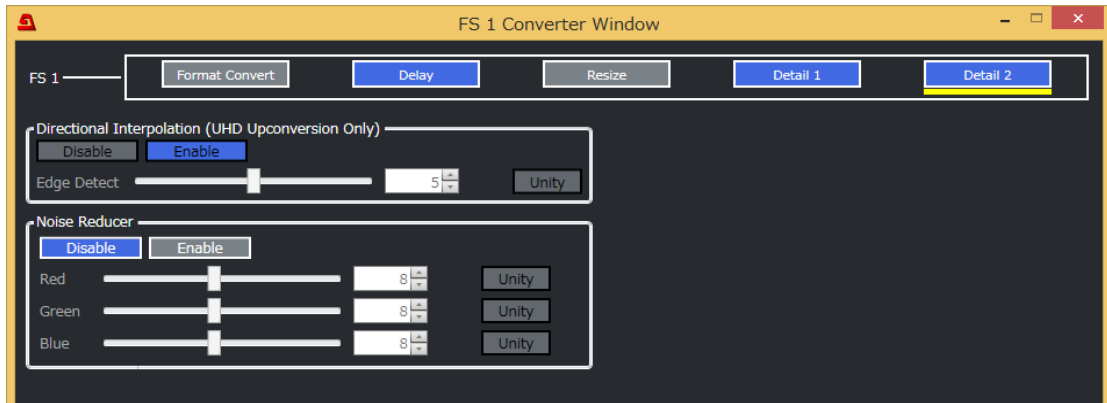 FS 1 Converter Window
FS 1 Format Convert Delay Resize Detail 1 Detail 2
Directional Interpolation (UHD Upconversion Only)
Disable Enable
Edge Detect 5 Unity
Noise Reducer
Disable Enable
Red 8 Unity
Green 8 Unity
Blue 8 Unity